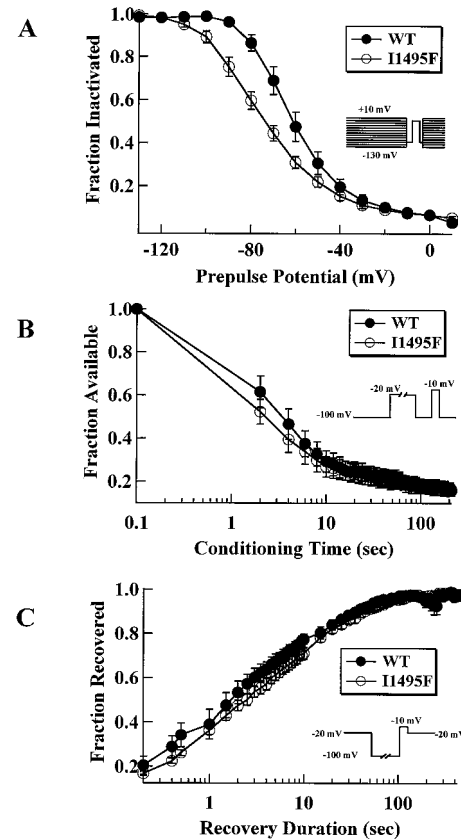 A
Fraction Inactivated
1.0
0.8
0.6
0.4
0.2
WT
I1495F
+10 mV
-130 mV
-120 -80 -40 0
Prepulse Potential (mV)
B
Fraction Available
1.0
0.8
0.6
0.4
0.2
WT
I1495F
-20 mV -10 mV
-100 mV
0.1 1 10 100
Conditioning Time (sec)
C
Fraction Recovered
1.0
0.8
0.6
0.4
0.2
WT
I1495F
-10 mV
-20 mV -20 mV
-100 mV
1 10 100
Recovery Duration (sec)